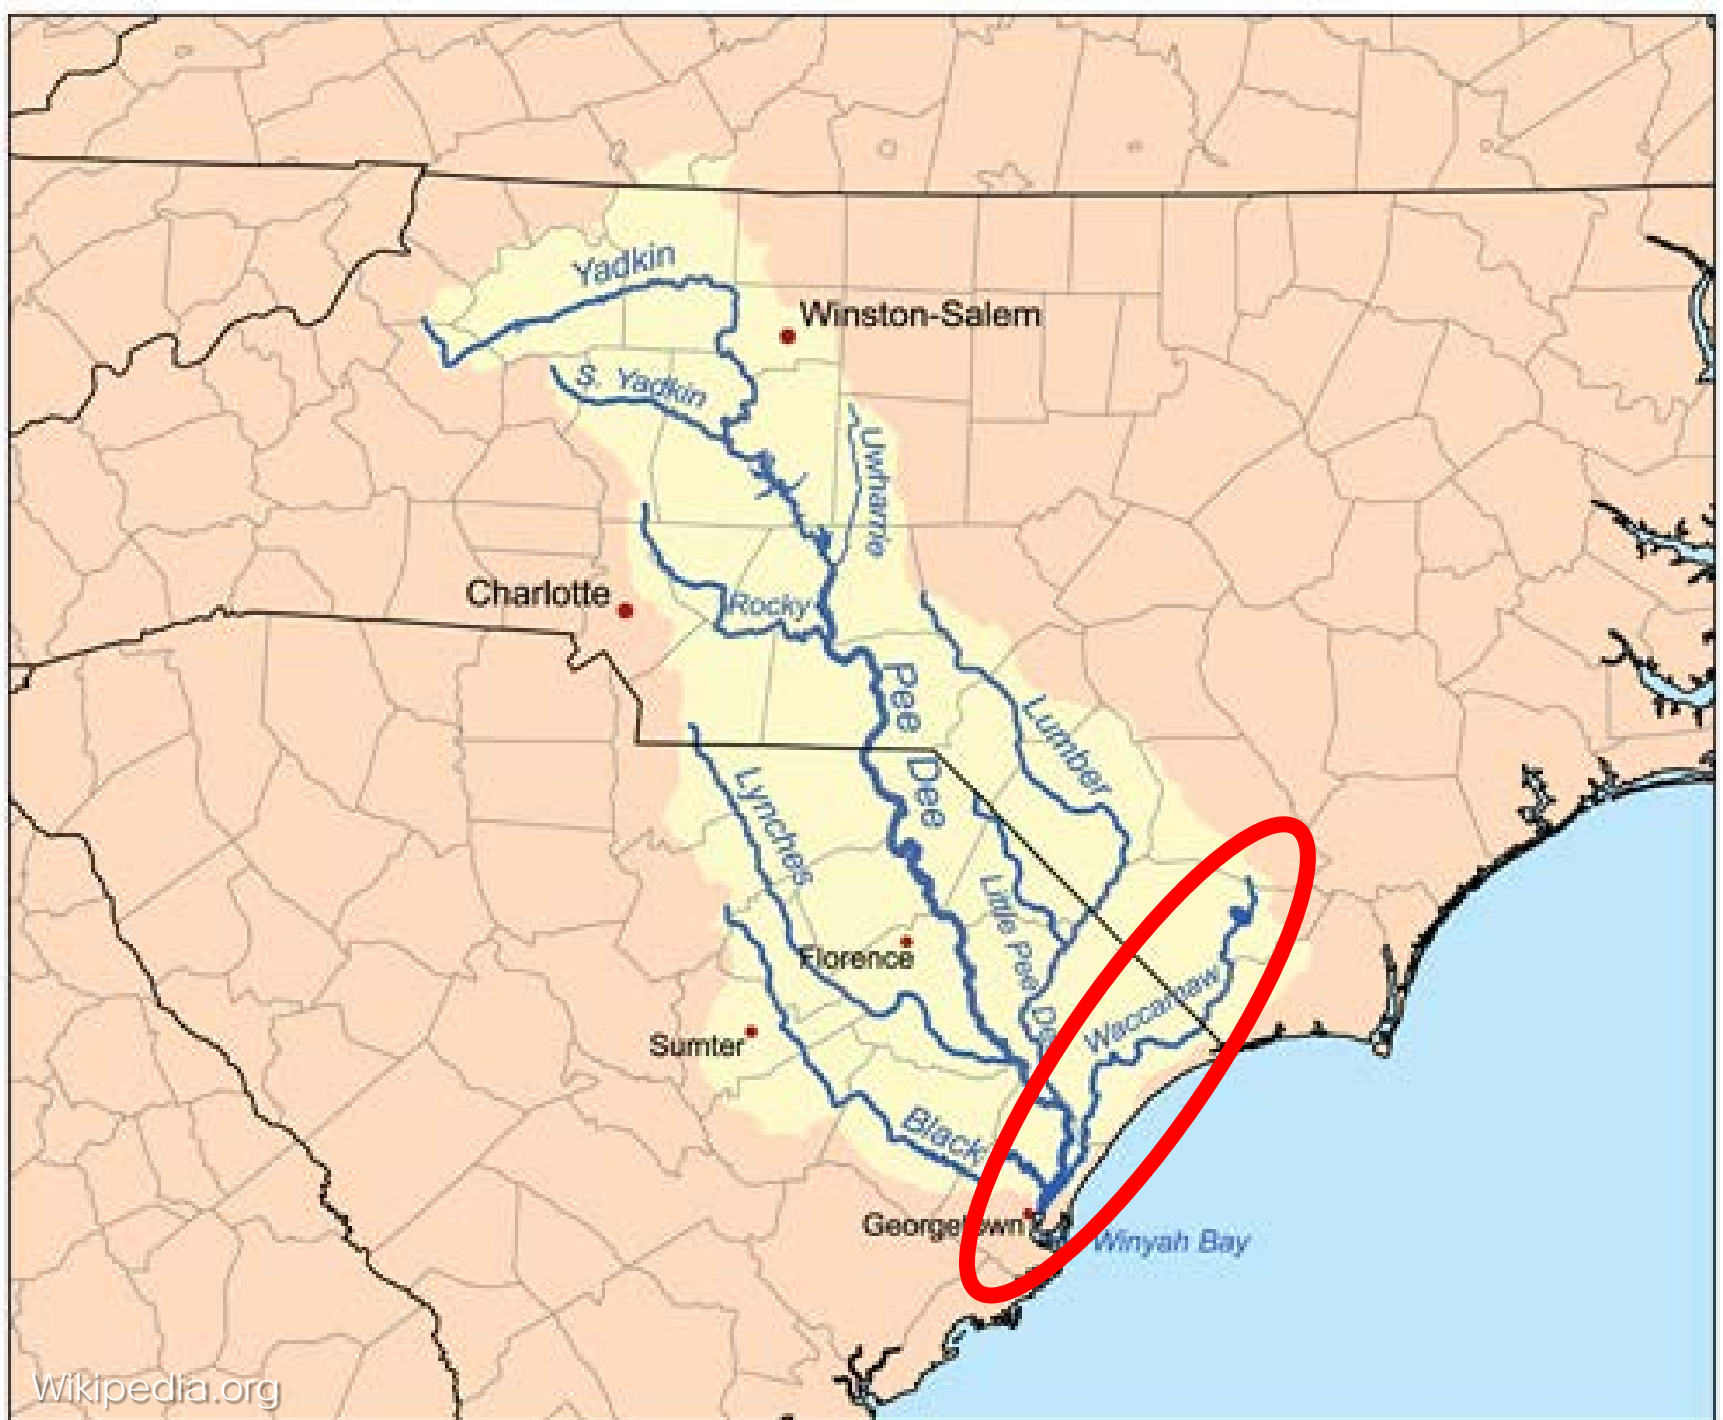 Yadkin
Winston-Salem
S. Yadkin
Uwharrie
Charlotte
Rocky
Pee Dee
Lumber
Lynches
Little Pee Dee
Florence
Waccamaw
Sumter
Black
Georgetown
Winyah Bay
Wikipedia.org